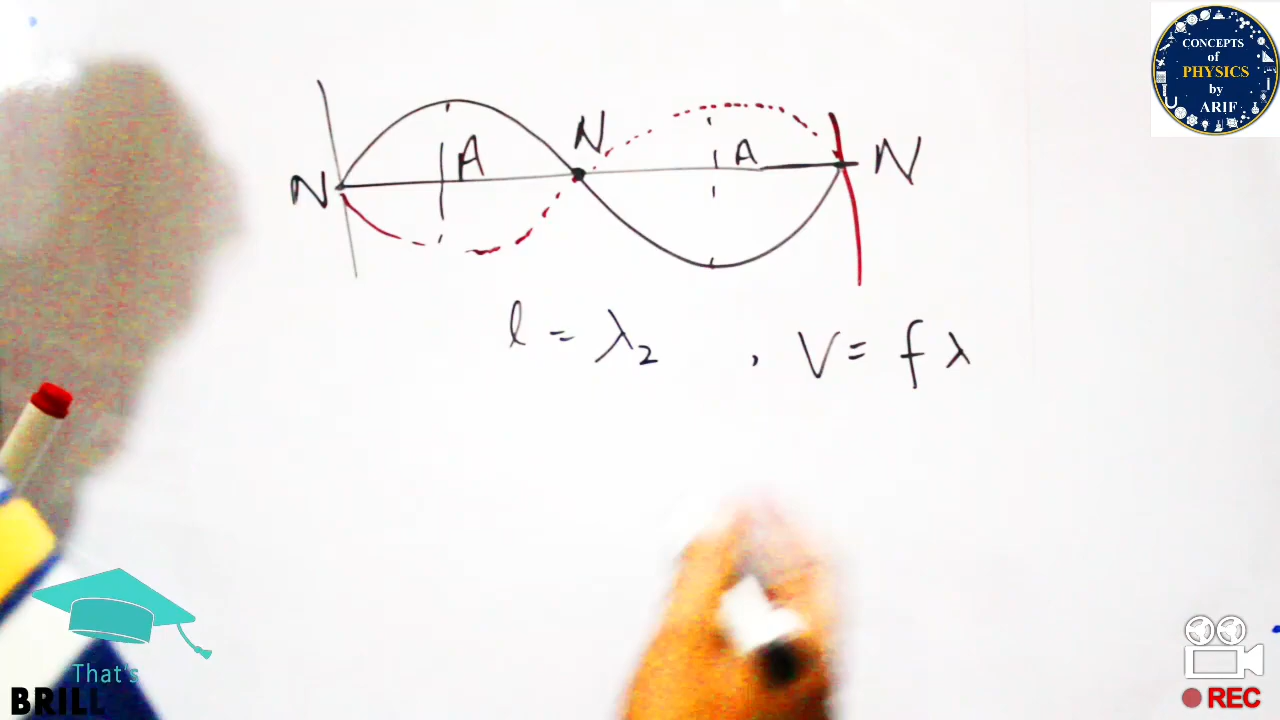 CONCEPTS
of
PHYSICS
by
ARIF
N A N A N
l = λ₂ , V = f λ
That's
BRILL
REC